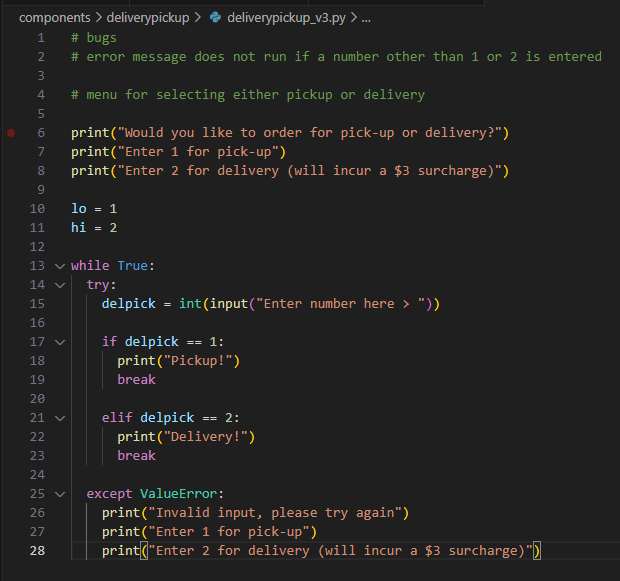 components > deliverypickup > deliverypickup_v3.py > ...
1 # bugs
2 # error message does not run if a number other than 1 or 2 is entered
3
4 # menu for selecting either pickup or delivery
5
6 print("Would you like to order for pick-up or delivery?")
7 print("Enter 1 for pick-up")
8 print("Enter 2 for delivery (will incur a $3 surcharge)")
9
10 lo = 1
11 hi = 2
12
13 while True:
14   try:
15     delpick = int(input("Enter number here > "))
16
17     if delpick == 1:
18       print("Pickup!")
19       break
20
21     elif delpick == 2:
22       print("Delivery!")
23       break
24
25   except ValueError:
26     print("Invalid input, please try again")
27     print("Enter 1 for pick-up")
28     print("Enter 2 for delivery (will incur a $3 surcharge)")